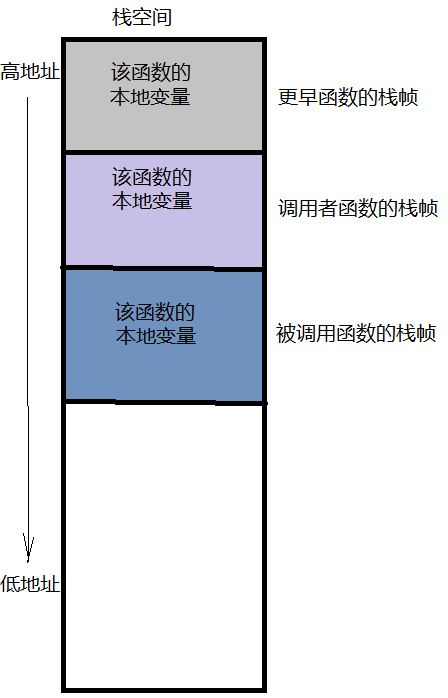 栈空间
高地址
该函数的
本地变量
更早函数的栈帧
该函数的
本地变量
调用者函数的栈帧
该函数的
本地变量
被调用函数的栈帧
低地址